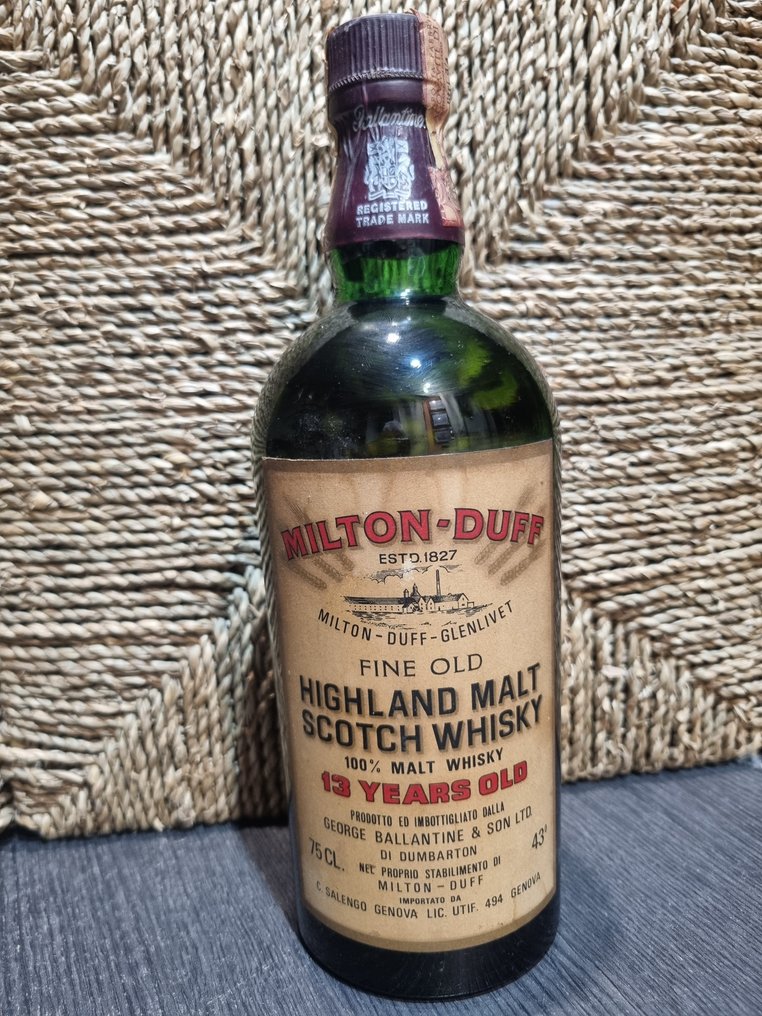 Ballantine's
REGISTERED
TRADE MARK
MILTON-DUFF
ESTD.1827
MILTON-DUFF-GLENLIVET
FINE OLD
HIGHLAND MALT
SCOTCH WHISKY
100% MALT WHISKY
13 YEARS OLD
PRODOTTO ED IMBOTTIGLIATO DALLA
GEORGE BALLANTINE & SON LTD.
DI DUMBARTON
75 CL. NEL PROPRIO STABILIMENTO DI 43°
MILTON-DUFF
IMPORTATO DA
C. SALENGO GENOVA LIC. UTIF. 494 GENOVA